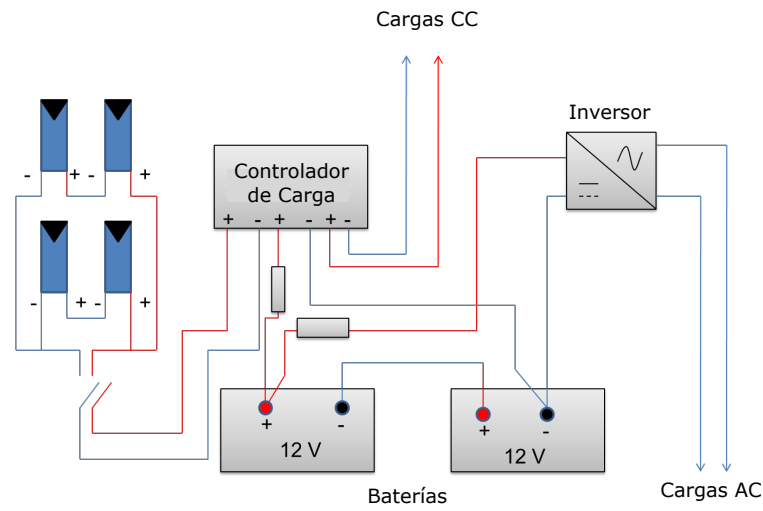 Cargas CC
Inversor
Controlador
de Carga
+ - + - + -
- + - +
- + - +
+ -
12 V
+ -
12 V
Baterías
Cargas AC